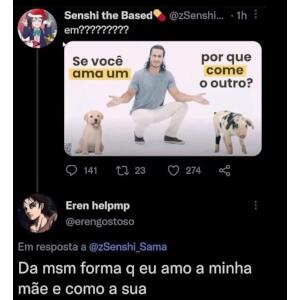 Senshi the Based @zSenshi... · 1h
em?????????
Se você
ama um
por que
come
o outro?
141 23 274
Eren helpmp
@erengostoso
Em resposta a @zSenshi_Sama
Da msm forma q eu amo a minha
mãe e como a sua